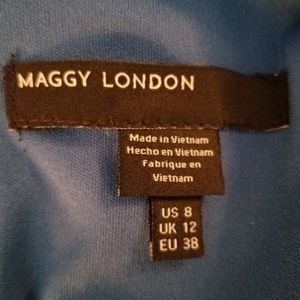 MAGGY LONDON
Made in Vietnam
Hecho en Vietnam
Fabrique en
Vietnam
US 8
UK 12
EU 38